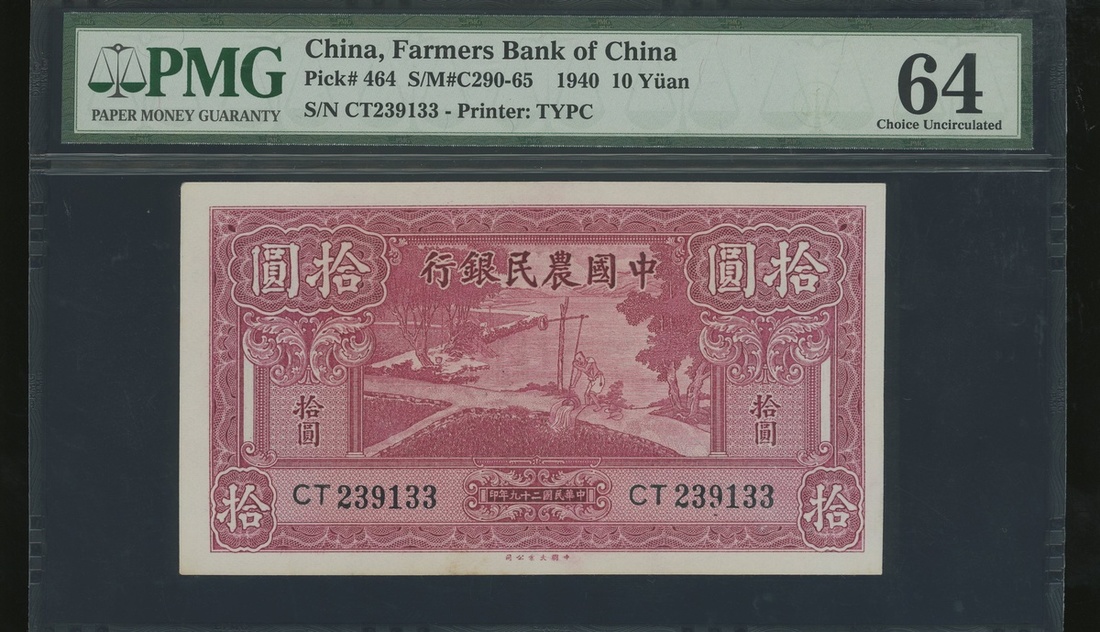 PMG
PAPER MONEY GUARANTY
China, Farmers Bank of China
Pick# 464 S/M#C290-65 1940 10 Yüan
S/N CT239133 - Printer: TYPC
64
Choice Uncirculated
拾圓
行銀民農國中
拾圓
拾圓
拾圓
拾
CT 239133
印年九十二國民華中
CT 239133
拾